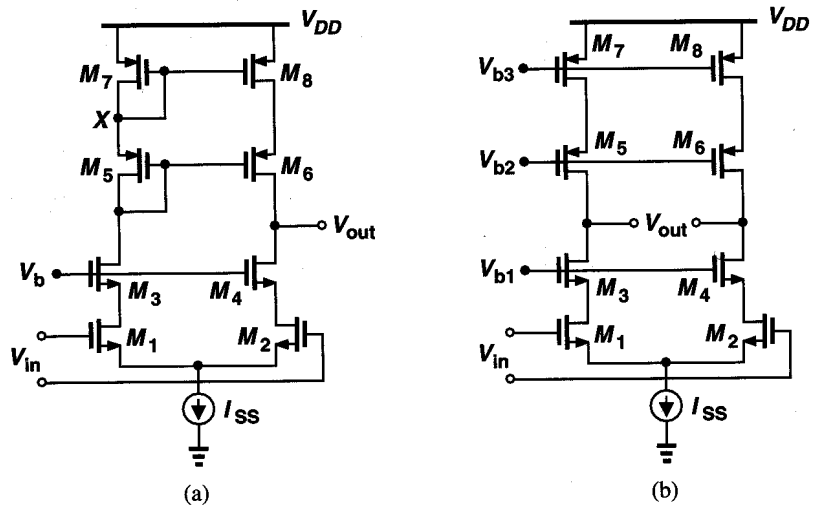 V_DD
M_7
M_8
X
M_5
M_6
V_out
V_b
M_3
M_4
M_1
M_2
V_in
I_SS
(a)
V_DD
M_7
M_8
V_b3
M_5
M_6
V_b2
V_out
V_b1
M_3
M_4
M_1
M_2
V_in
I_SS
(b)